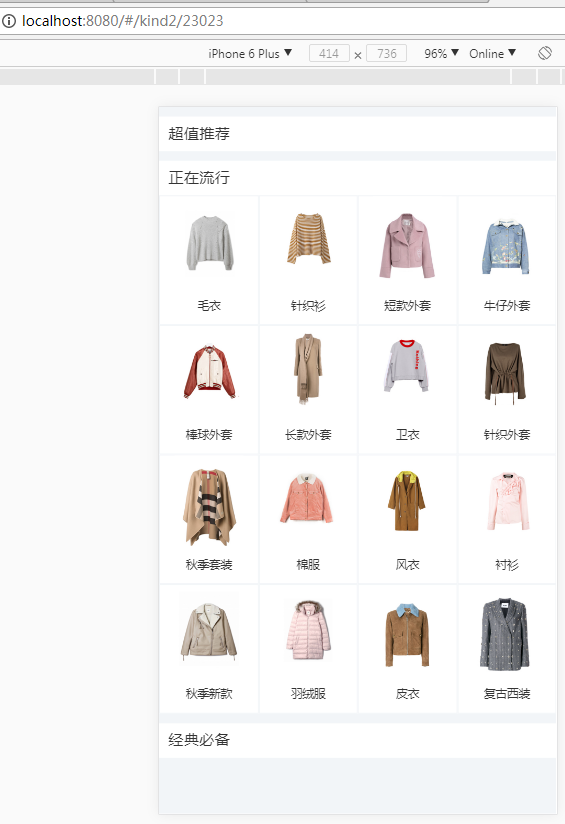 localhost:8080/#/kind2/23023
iPhone 6 Plus ▼ 414 × 736 96% ▼ Online ▼
超值推荐
正在流行
毛衣 针织衫 短款外套 牛仔外套
棒球外套 长款外套 卫衣 针织外套
秋季套装 棉服 风衣 衬衫
秋季新款 羽绒服 皮衣 复古西装
经典必备